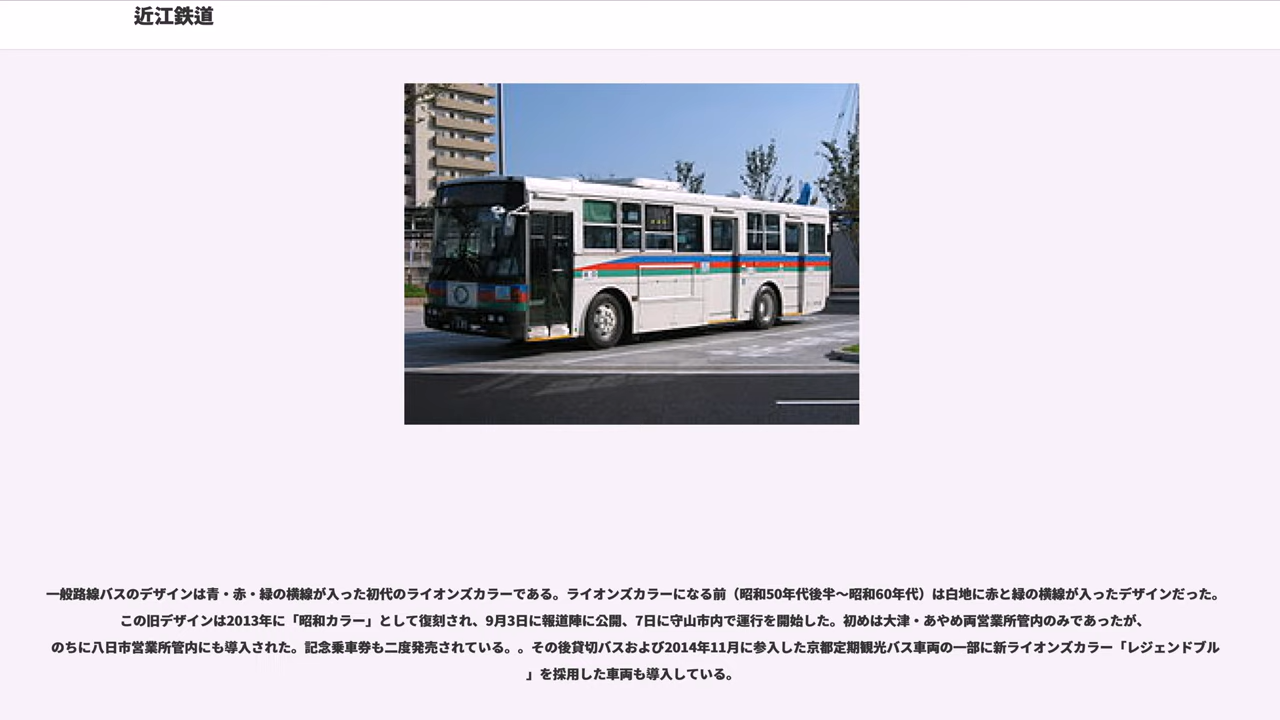 近江鉄道
一般路線バスのデザインは青・赤・緑の横線が入った初代のライオンズカラーである。ライオンズカラーになる前（昭和50年代後半〜昭和60年代）は白地に赤と緑の横線が入ったデザインだった。
この旧デザインは2013年に「昭和カラー」として復刻され、9月3日に報道陣に公開、7日に守山市内で運行を開始した。初めは大津・あやめ両営業所管内のみであったが、
のちに八日市営業所管内にも導入された。記念乗車券も二度発売されている。。その後貸切バスおよび2014年11月に参入した京都定期観光バス車両の一部に新ライオンズカラー「レジェンドブル
」を採用した車両も導入している。